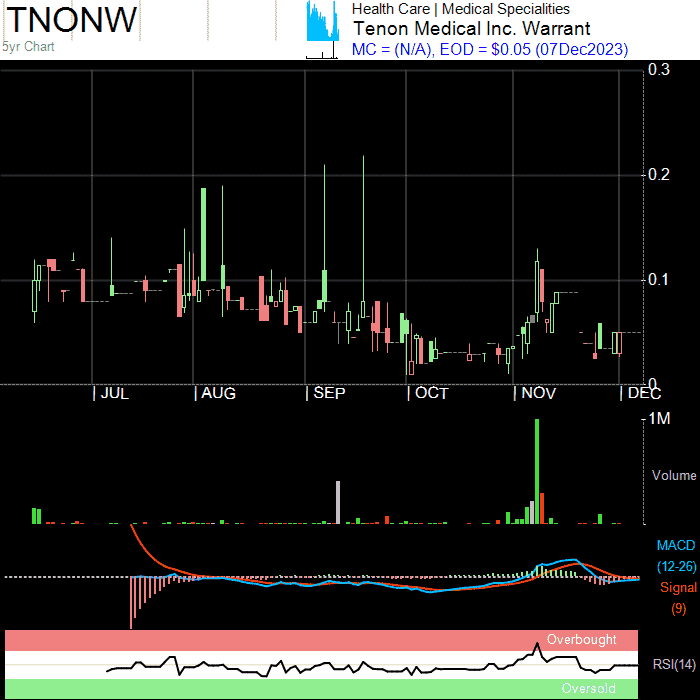 TNONW
5yr Chart
Health Care | Medical Specialities
Tenon Medical Inc. Warrant
MC = (N/A), EOD = $0.05 (07Dec2023)
0.3
0.2
0.1
0
| JUL | AUG | SEP | OCT | NOV | DEC
1M
Volume
MACD
(12-26)
Signal
(9)
Overbought
RSI(14)
Oversold